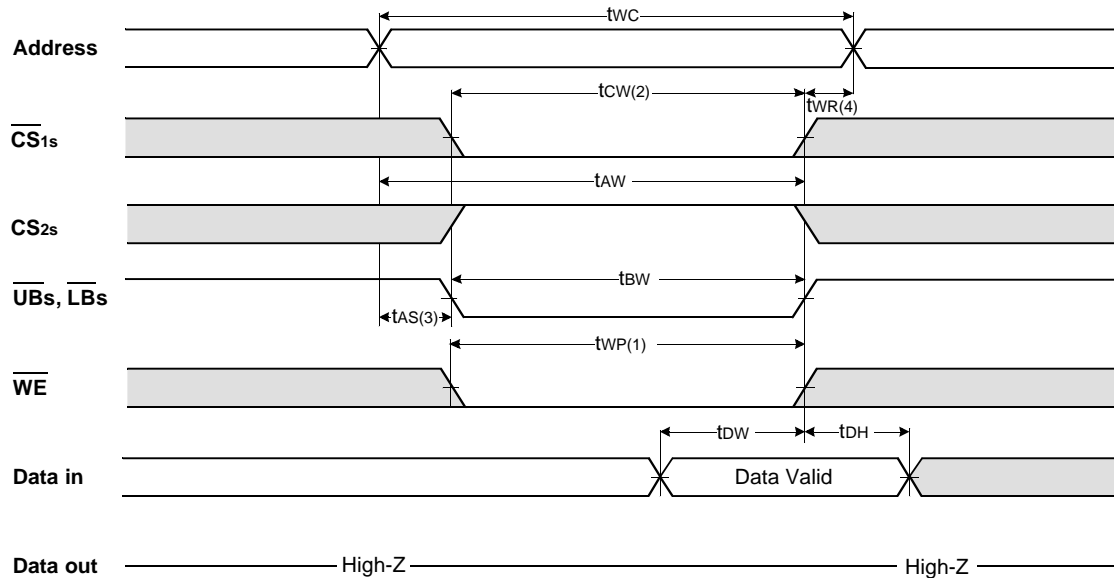 tWC
Address
tCW(2)
tWR(4)
CS1s
tAW
CS2s
tBW
UBs, LBs
tAS(3)
tWP(1)
WE
tDW
tDH
Data in
Data Valid
Data out
High-Z
High-Z